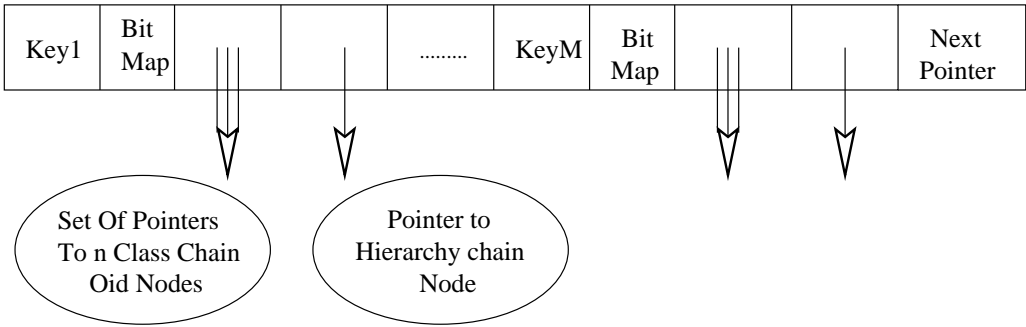 Key1
Bit
Map
.........
KeyM
Bit
Map
Next
Pointer
Set Of Pointers
To n Class Chain
Oid Nodes
Pointer to
Hierarchy chain
Node